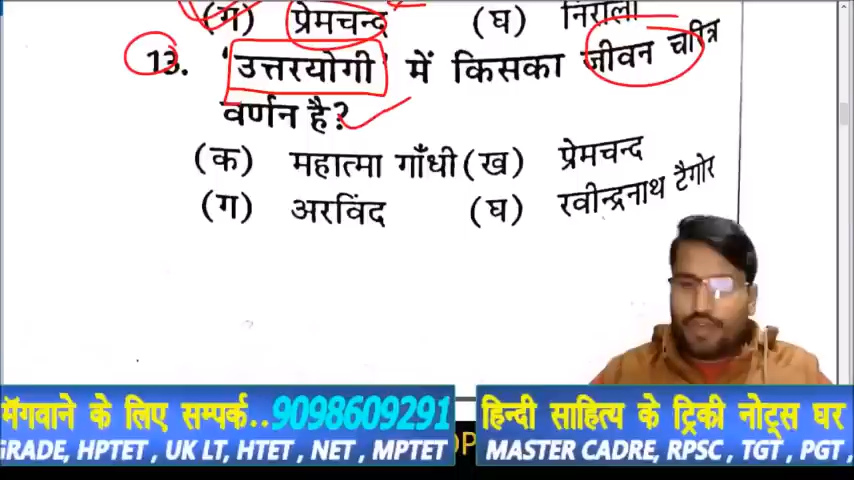 (ग) प्रेमचन्द (घ) निराला
13. 'उत्तरयोगी' में किसका जीवन चरित्र
वर्णन है?
(क) महात्मा गाँधी (ख) प्रेमचन्द
(ग) अरविंद (घ) रवीन्द्रनाथ टैगोर
मँगवाने के लिए सम्पर्क..9098609291 हिन्दी साहित्य के ट्रिकी नोट्स घर
GRADE, HPTET , UK LT, HTET , NET , MPTET MASTER CADRE, RPSC , TGT , PGT ,